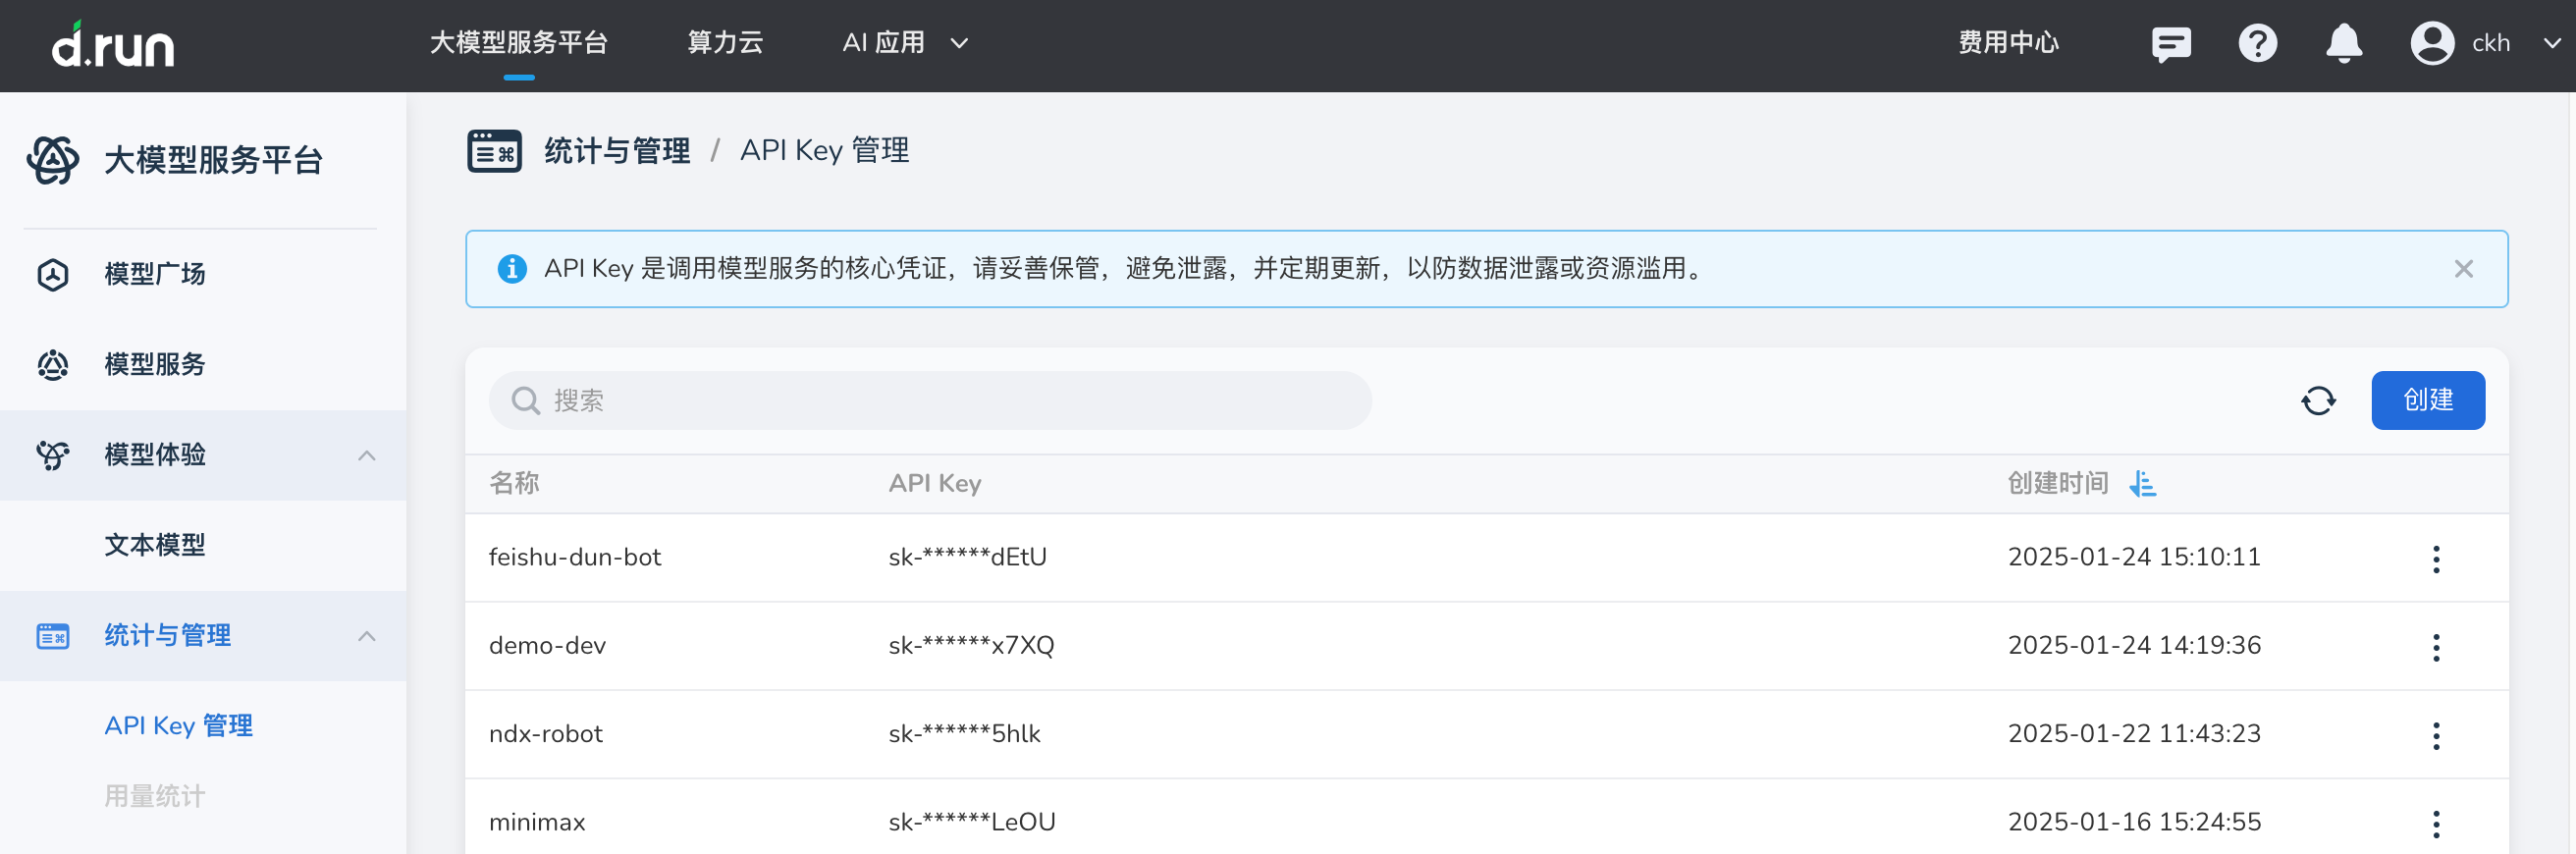 d.run
大模型服务平台 算力云 AI 应用 费用中心 ckh
大模型服务平台
模型广场
模型服务
模型体验
文本模型
统计与管理
API Key 管理
用量统计
统计与管理 / API Key 管理
API Key 是调用模型服务的核心凭证，请妥善保管，避免泄露，并定期更新，以防数据泄露或资源滥用。
搜索
创建
名称 API Key 创建时间
feishu-dun-bot sk-******dEtU 2025-01-24 15:10:11
demo-dev sk-******x7XQ 2025-01-24 14:19:36
ndx-robot sk-******5hlk 2025-01-22 11:43:23
minimax sk-******LeOU 2025-01-16 15:24:55